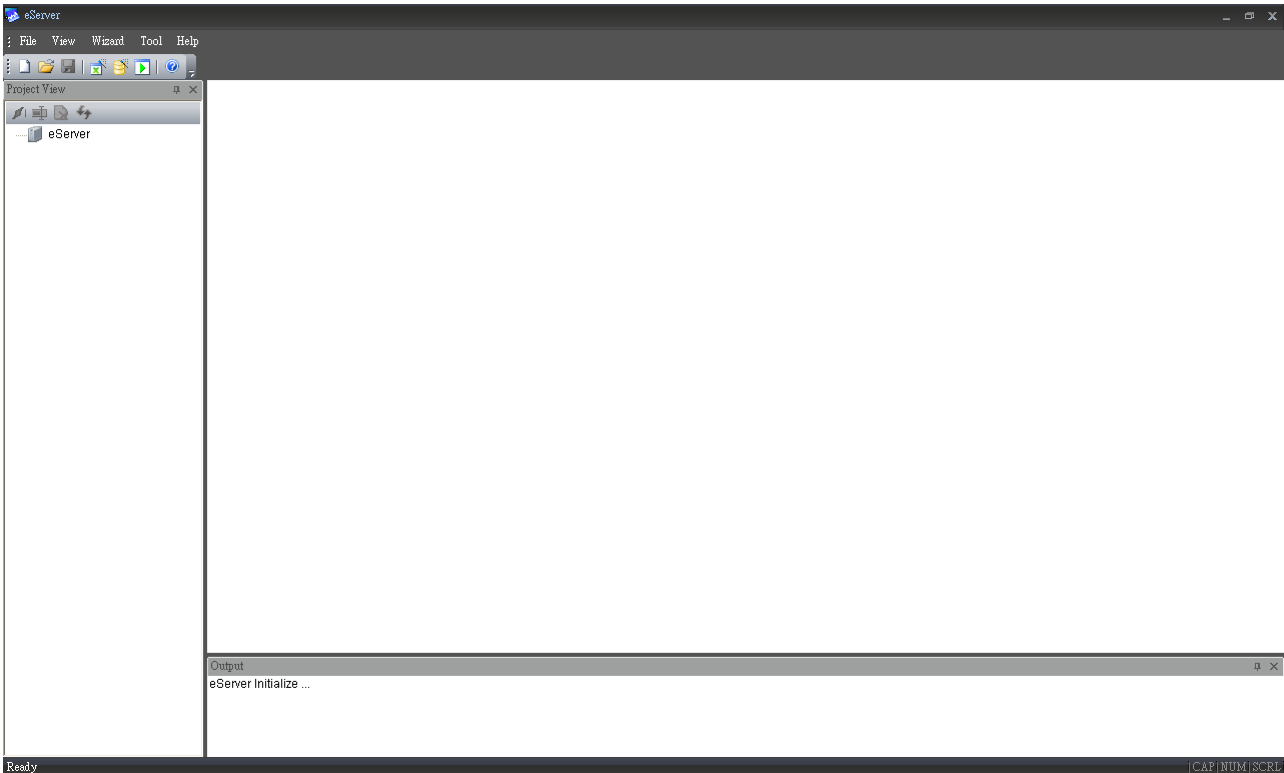 eServer
File View Wizard Tool Help
Project View
eServer
Output
eServer Initialize ...
Ready
CAP NUM SCRL